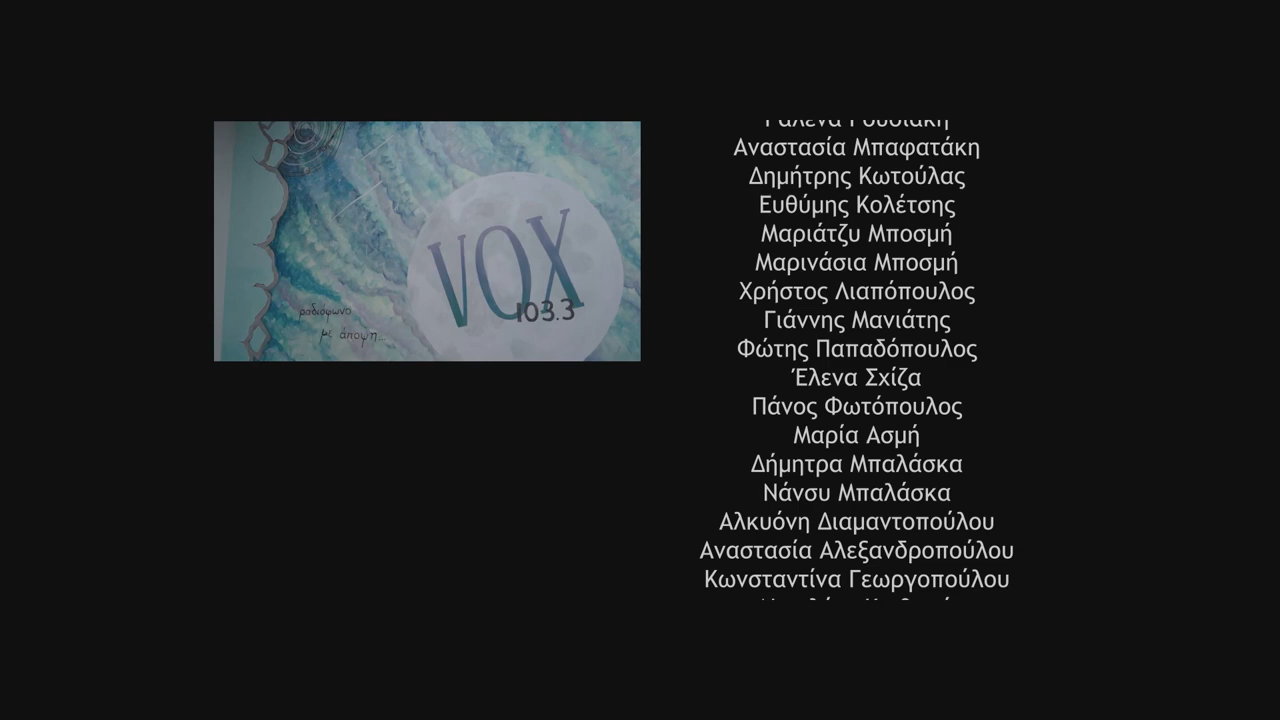 VOX
103.3
ραδιόφωνο
με άποψη...
Αναστασία Μπαφατάκη
Δημήτρης Κωτούλας
Ευθύμης Κολέτσης
Μαριάτζυ Μποσμή
Μαρινάσια Μποσμή
Χρήστος Λιαπόπουλος
Γιάννης Μανιάτης
Φώτης Παπαδόπουλος
Έλενα Σχίζα
Πάνος Φωτόπουλος
Μαρία Ασμή
Δήμητρα Μπαλάσκα
Νάνσυ Μπαλάσκα
Αλκυόνη Διαμαντοπούλου
Αναστασία Αλεξανδροπούλου
Κωνσταντίνα Γεωργοπούλου